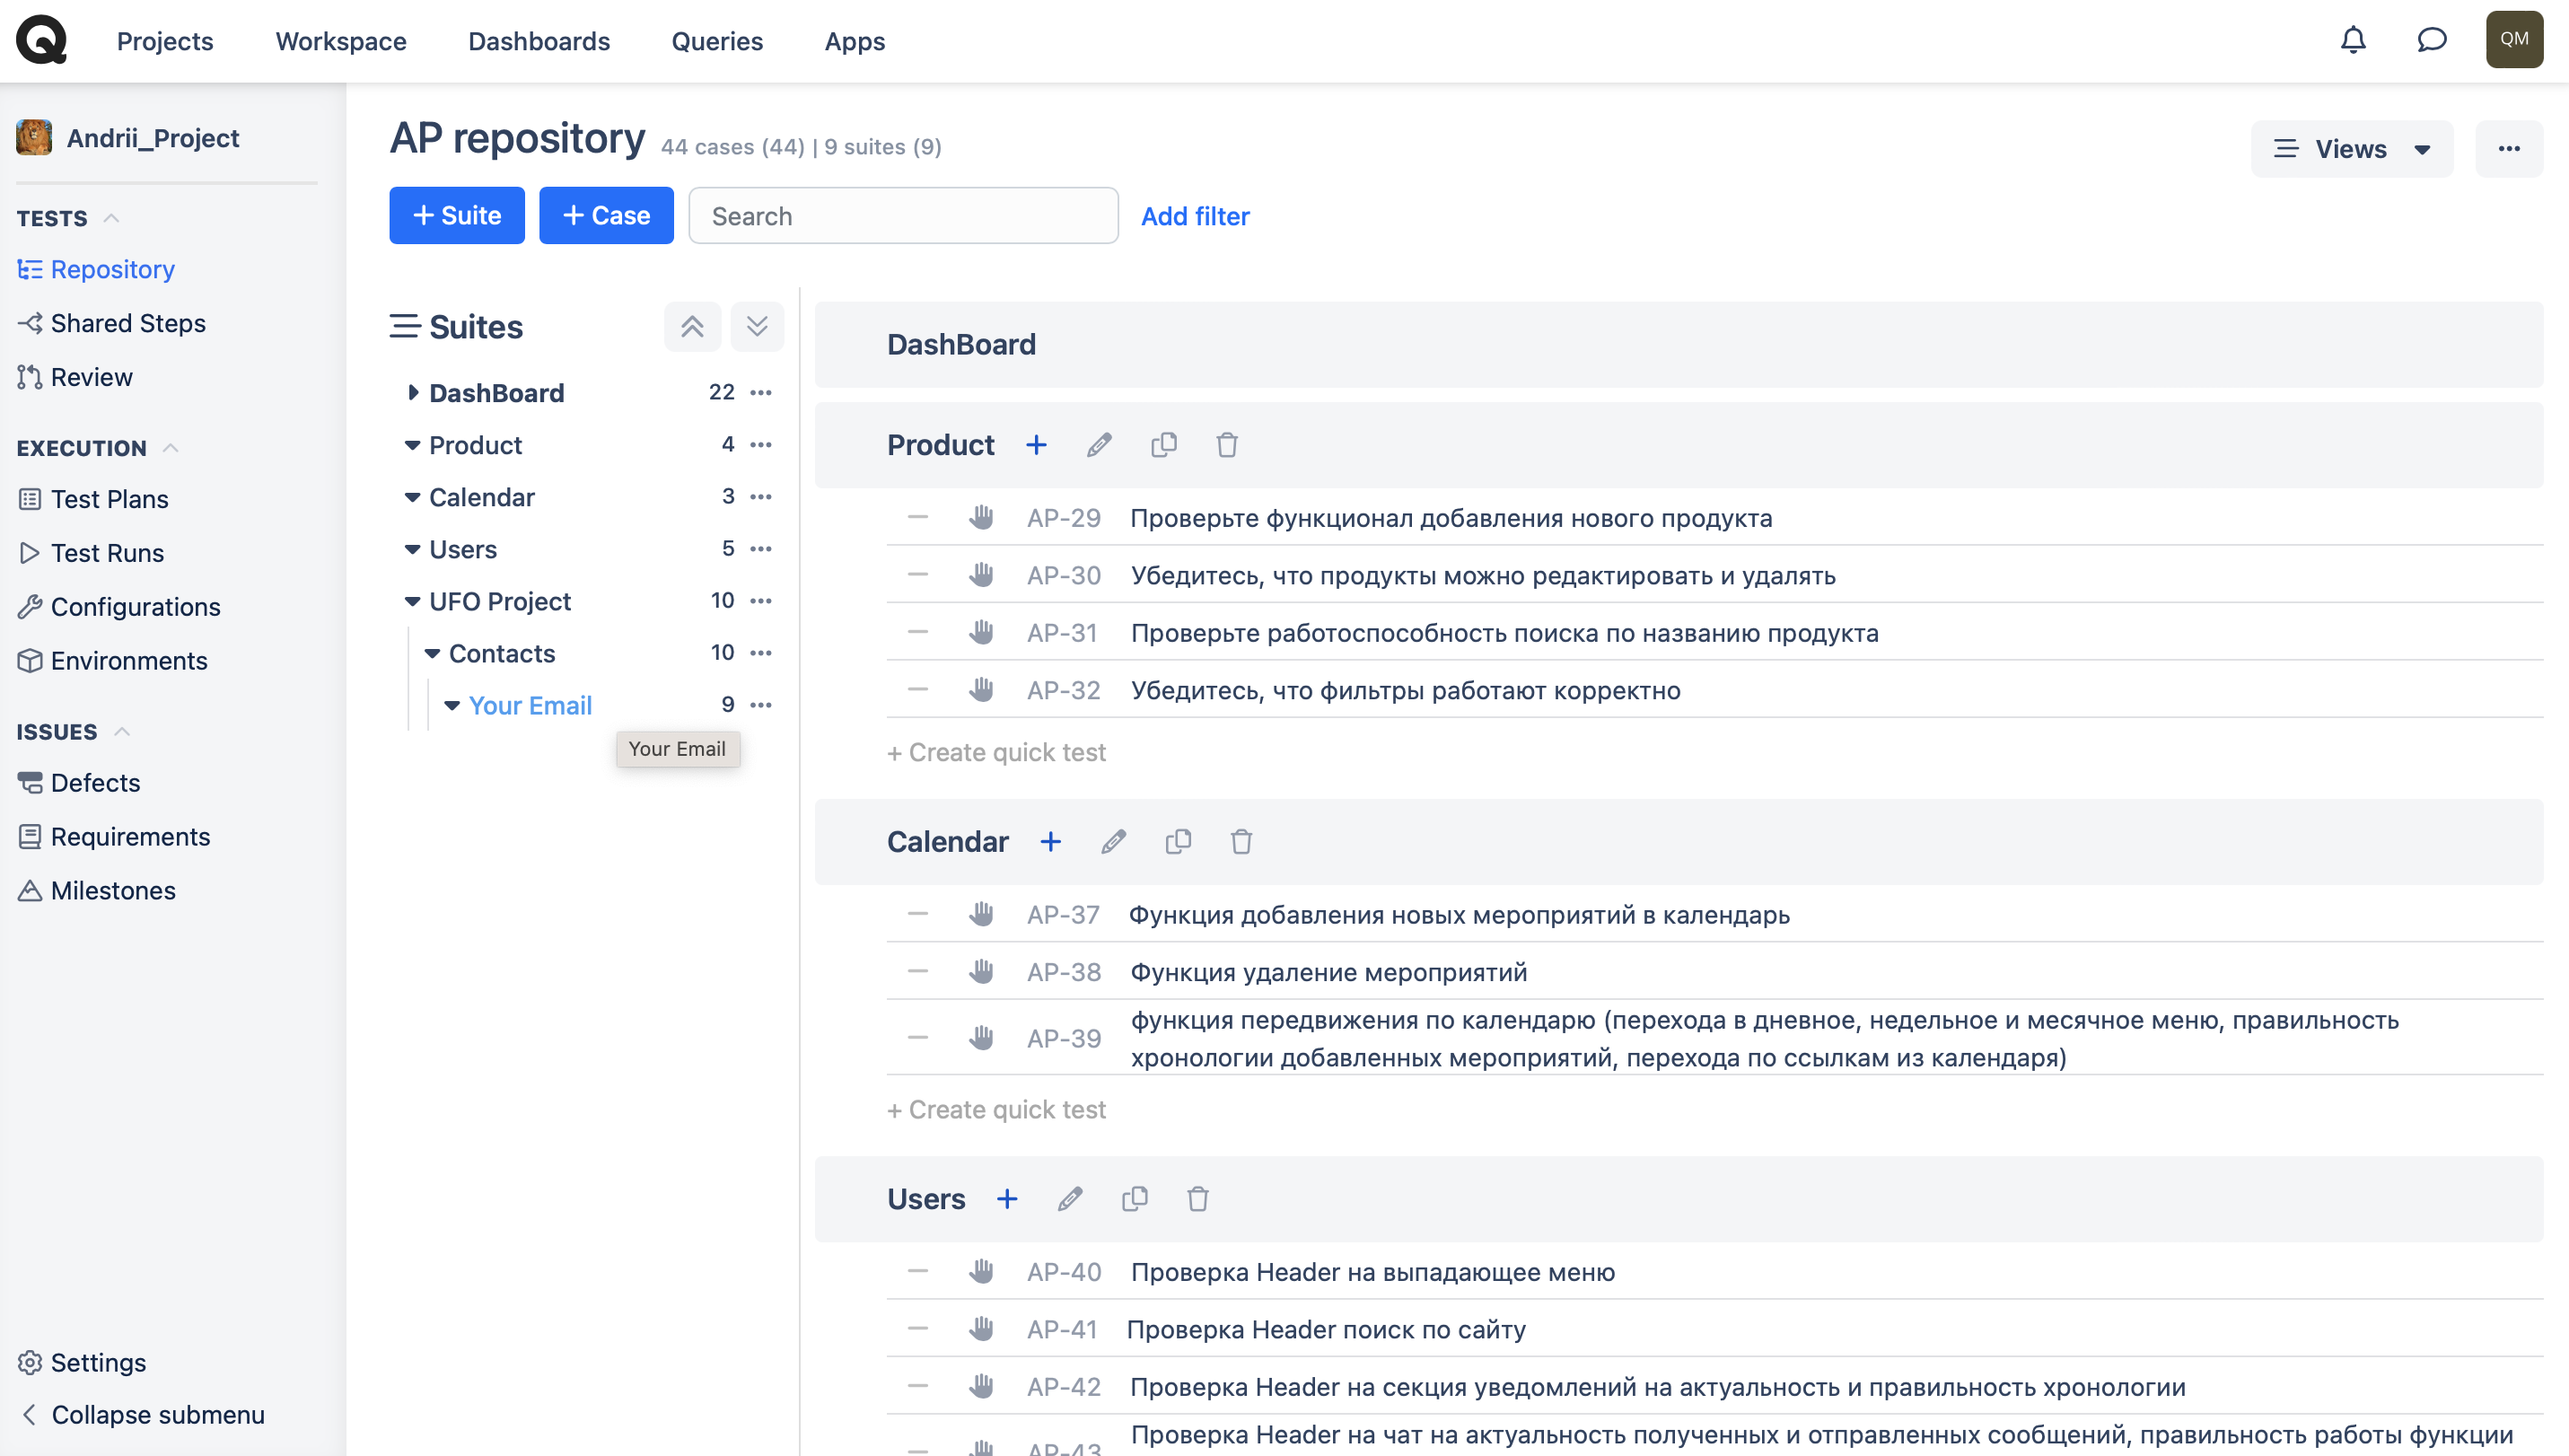 Projects
Workspace
Dashboards
Queries
Apps
QM
Andrii_Project
TESTS
Repository
Shared Steps
Review
EXECUTION
Test Plans
Test Runs
Configurations
Environments
ISSUES
Defects
Requirements
Milestones
Settings
Collapse submenu
AP repository 44 cases (44) | 9 suites (9)
Views
+ Suite
+ Case
Search
Add filter
Suites
DashBoard 22
Product 4
Calendar 3
Users 5
UFO Project 10
Contacts 10
Your Email 9
Your Email
DashBoard
Product
AP-29 Проверьте функционал добавления нового продукта
AP-30 Убедитесь, что продукты можно редактировать и удалять
AP-31 Проверьте работоспособность поиска по названию продукта
AP-32 Убедитесь, что фильтры работают корректно
+ Create quick test
Calendar
AP-37 Функция добавления новых мероприятий в календарь
AP-38 Функция удаление мероприятий
AP-39 функция передвижения по календарю (перехода в дневное, недельное и месячное меню, правильность
хронологии добавленных мероприятий, перехода по ссылкам из календаря)
+ Create quick test
Users
AP-40 Проверка Header на выпадающее меню
AP-41 Проверка Header поиск по сайту
AP-42 Проверка Header на секция уведомлений на актуальность и правильность хронологии
AP-43 Проверка Header на чат на актуальность полученных и отправленных сообщений, правильность работы функции